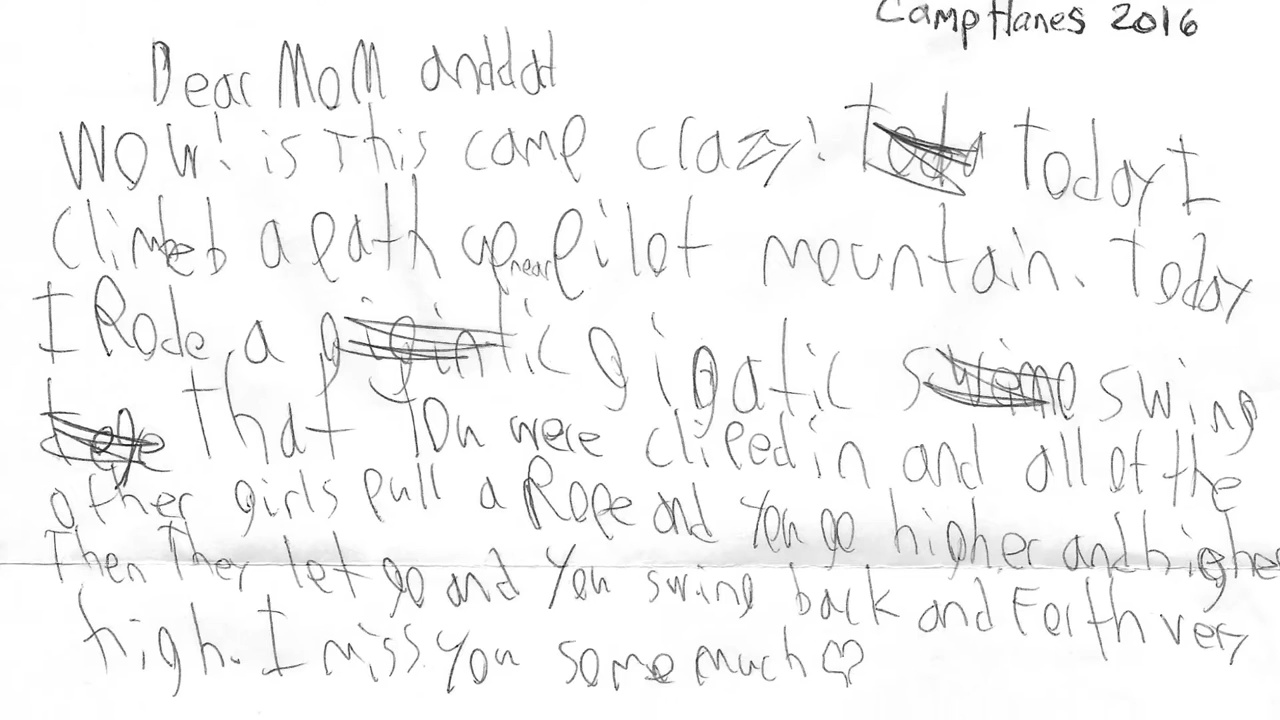 Camp Hanes 2016
Dear MoM anddad
WOW! is This camp crazy! today I
climbeb a path up near Pilot mountain. Today
I Rode a gigatic swing
that You were cliped in and all of the
other girls pull a Rope and You go higher and higher
Then They let go and You swing back and Forth very
high. I miss You some much ♡